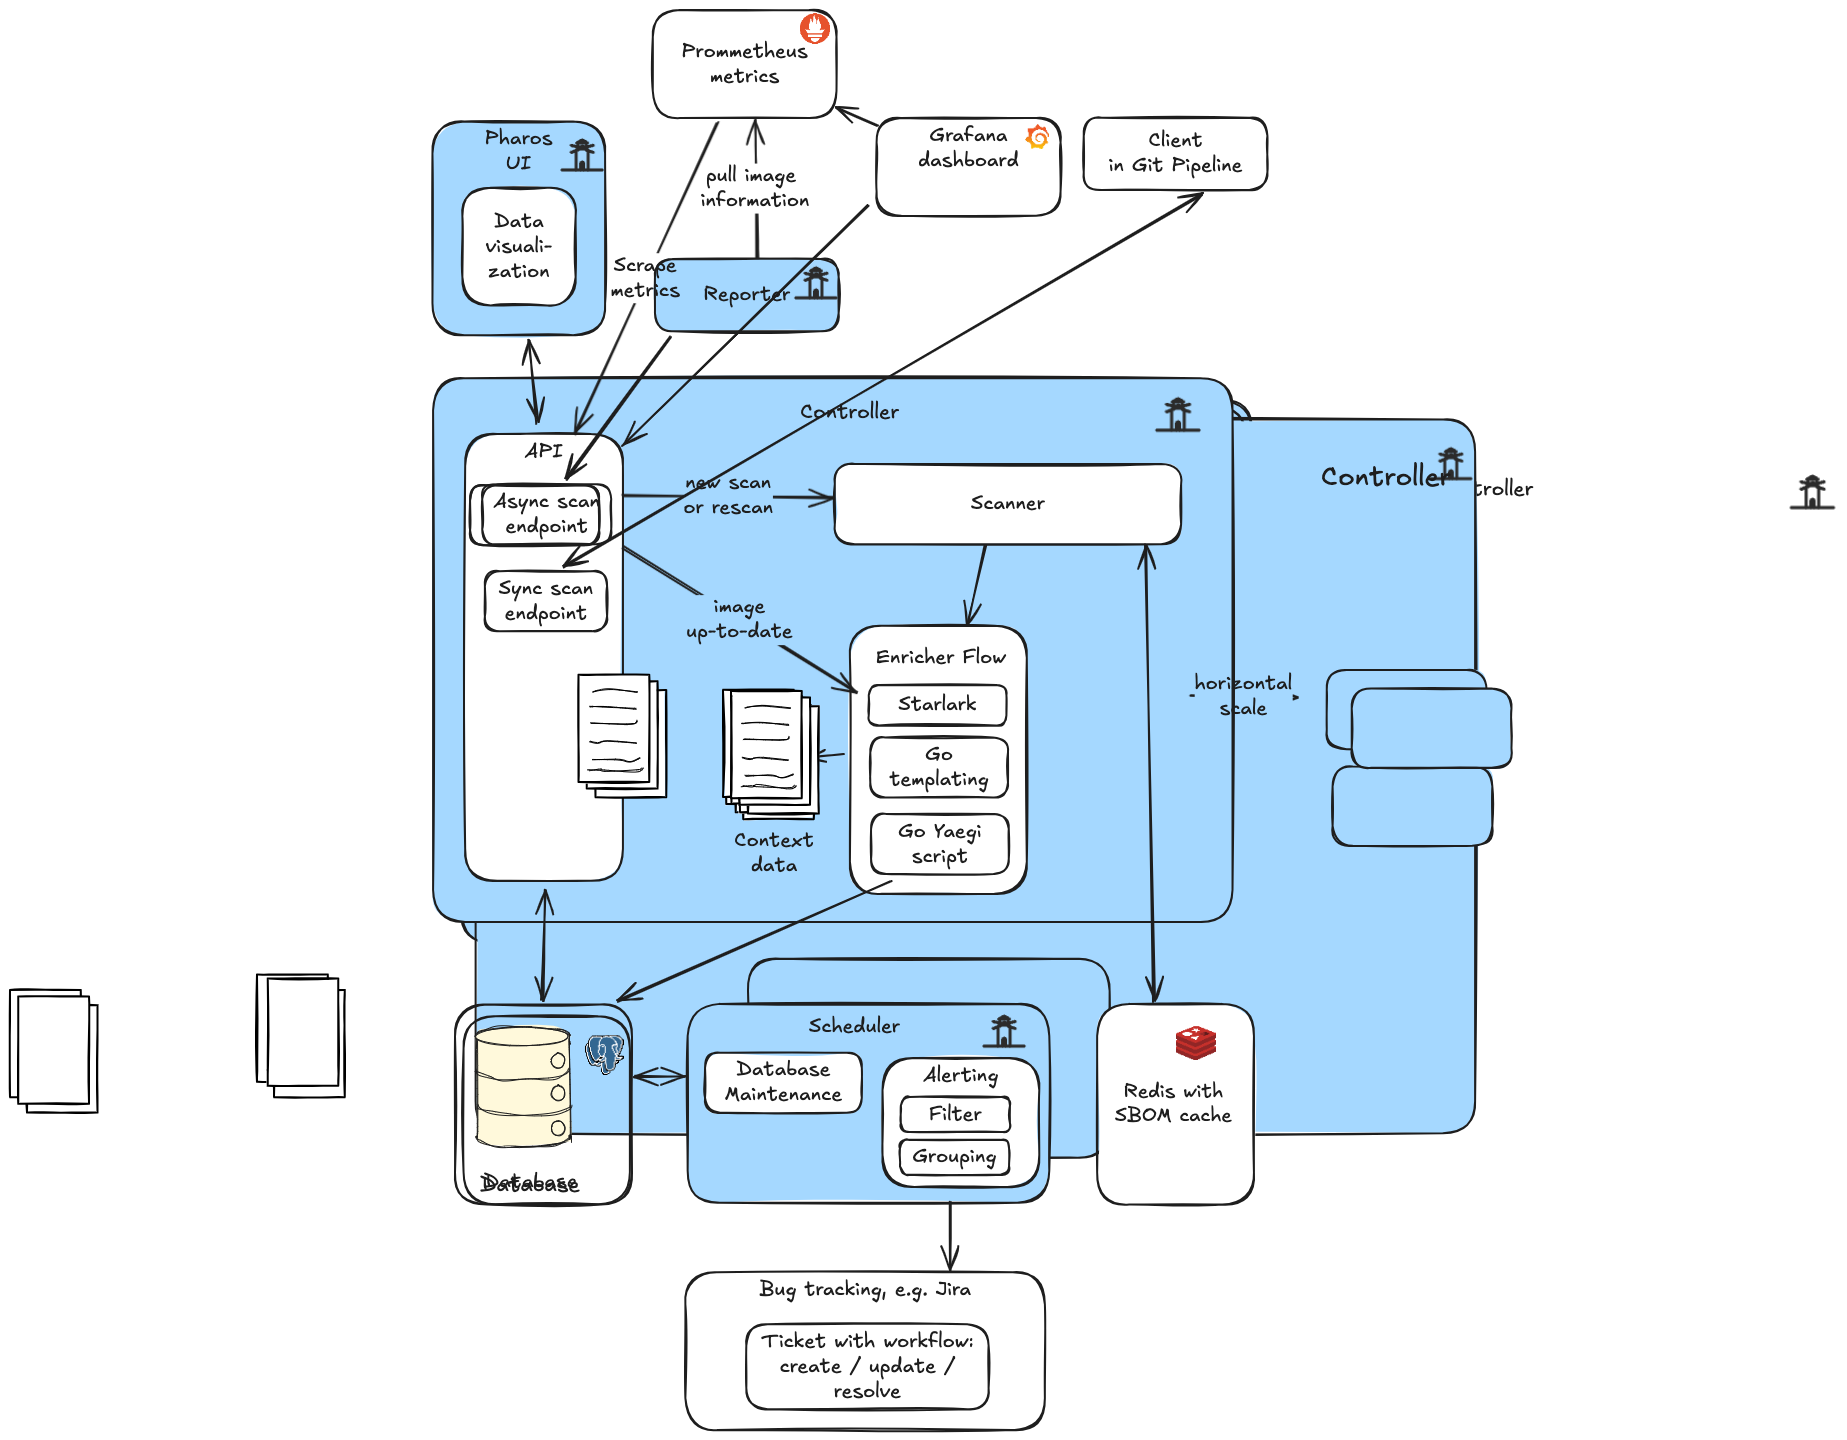 Prommetheus
metrics
Pharos
UI
Data
visuali-
zation
Grafana
dashboard
Client
in Git Pipeline
pull image
information
Scrape
metrics
Reporter
Controller
API
Async scan
endpoint
Sync scan
endpoint
new scan
or rescan
Scanner
Controller
troller
image
up-to-date
Enricher Flow
Starlark
Go
templating
Go Yaegi
script
Context
data
horizontal
scale
Database
Database
Scheduler
Database
Maintenance
Alerting
Filter
Grouping
Redis with
SBOM cache
Bug tracking, e.g. Jira
Ticket with workflow:
create / update /
resolve